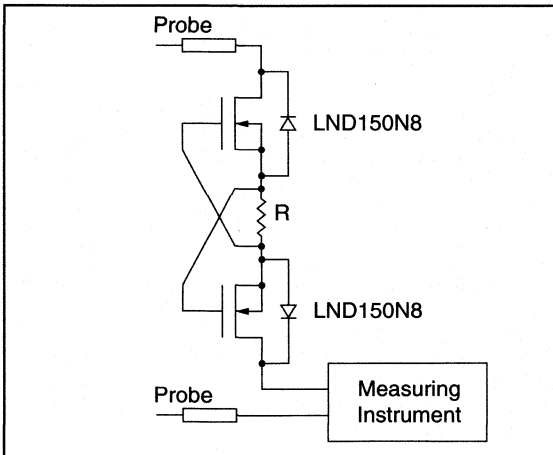 Probe
LND150N8
R
LND150N8
Probe
Measuring
Instrument